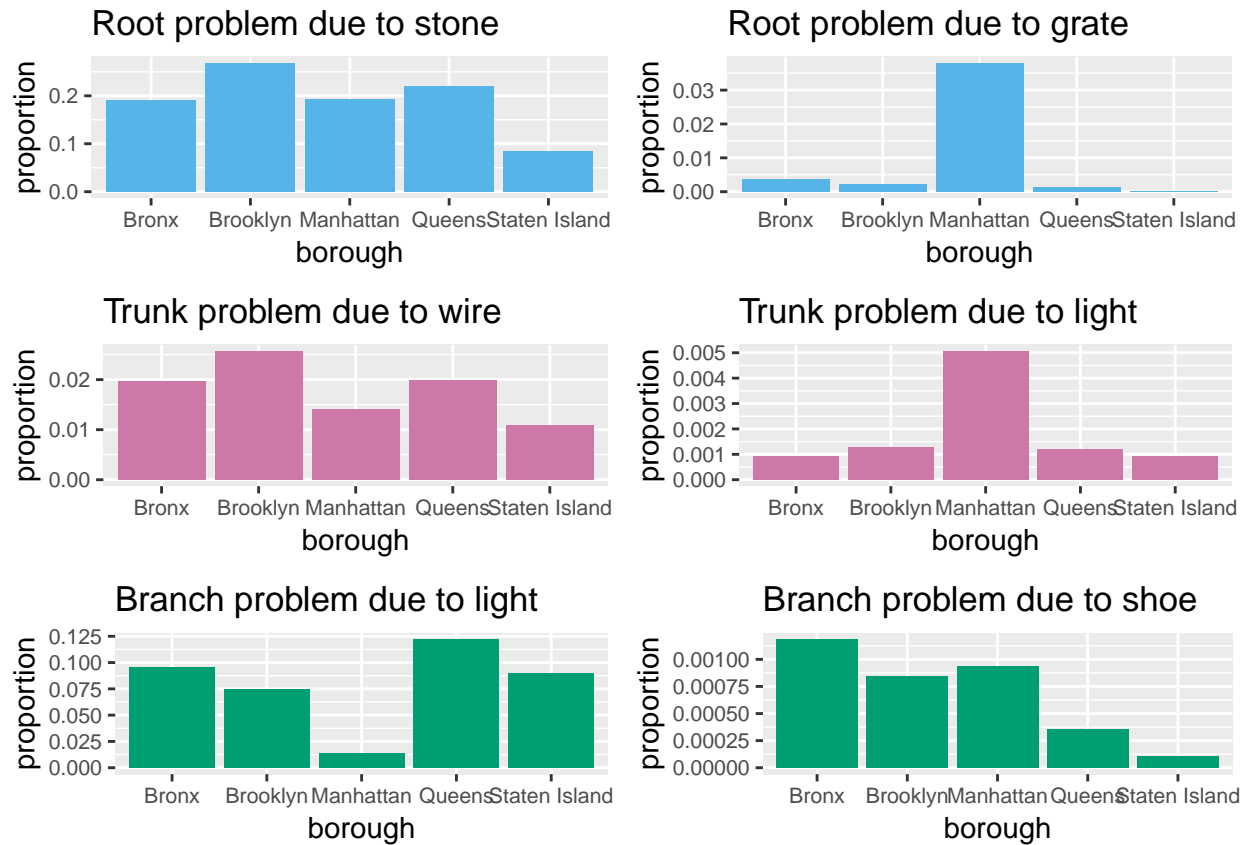 Root problem due to stone
proportion
0.2
0.1
0.0
Bronx Brooklyn Manhattan Queens Staten Island
borough
Root problem due to grate
proportion
0.03
0.02
0.01
0.00
Bronx Brooklyn Manhattan Queens Staten Island
borough
Trunk problem due to wire
proportion
0.02
0.01
0.00
Bronx Brooklyn Manhattan Queens Staten Island
borough
Trunk problem due to light
proportion
0.005
0.004
0.003
0.002
0.001
0.000
Bronx Brooklyn Manhattan Queens Staten Island
borough
Branch problem due to light
proportion
0.125
0.100
0.075
0.050
0.025
0.000
Bronx Brooklyn Manhattan Queens Staten Island
borough
Branch problem due to shoe
proportion
0.00100
0.00075
0.00050
0.00025
0.00000
Bronx Brooklyn Manhattan Queens Staten Island
borough